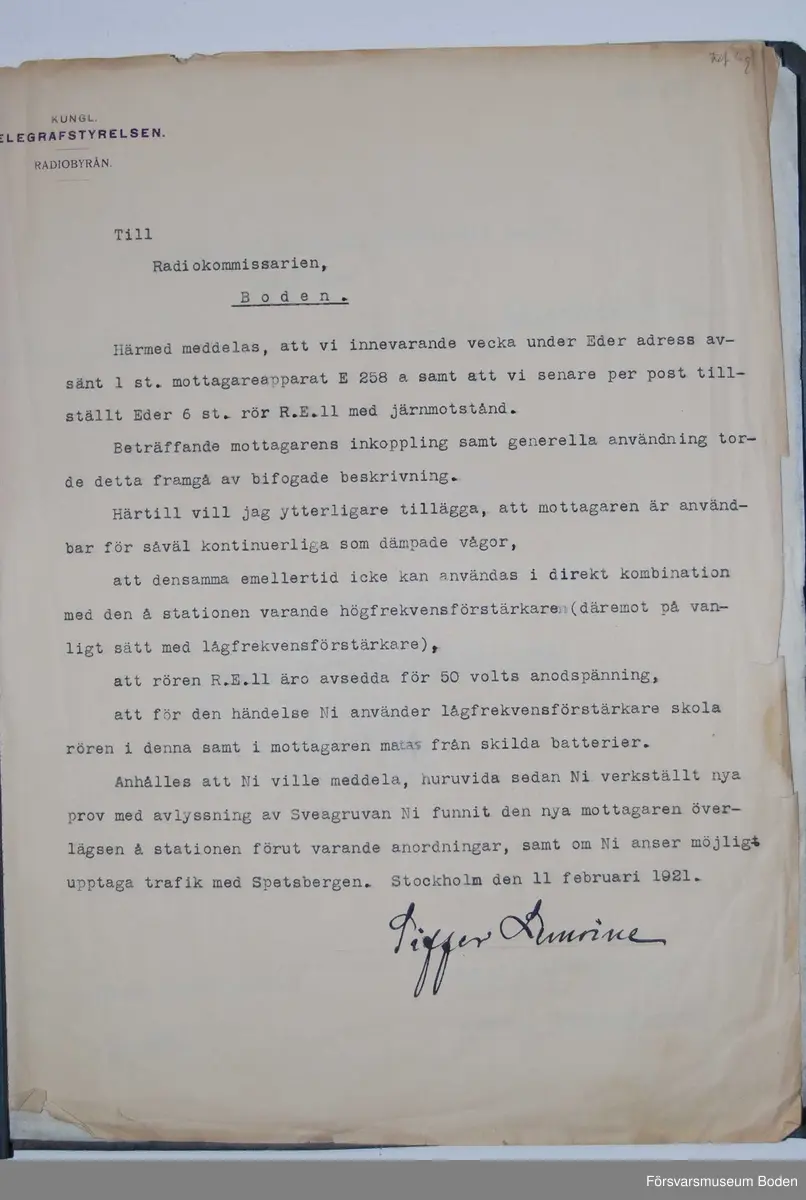 KUNGL.
ELEGRAFSTYRELSEN.
RADIOBYRÅN.
Till
Radiokommissarien,
Boden.
Härmed meddelas, att vi innevarande vecka under Eder adress av-
sänt 1 st. mottagareapparat E 258 a samt att vi senare per post till-
ställt Eder 6 st. rör R.E.11 med järnmotstånd.
Beträffande mottagarens inkoppling samt generella användning tor-
de detta framgå av bifogade beskrivning.
Härtill vill jag ytterligare tillägga, att mottagaren är använd-
bar för såväl kontinuerliga som dämpade vågor,
att densamma emellertid icke kan användas i direkt kombination
med den å stationen varande högfrekvensförstärkaren (däremot på van-
ligt sätt med lågfrekvensförstärkare),
att rören R.E.11 äro avsedda för 50 volts anodspänning,
att för den händelse Ni använder lågfrekvensförstärkare skola
rören i denna samt i mottagaren matas från skilda batterier.
Anhålles att Ni ville meddela, huruvida sedan Ni verkställt nya
prov med avlyssning av Sveagruvan Ni funnit den nya mottagaren över-
lägsen å stationen förut varande anordningar, samt om Ni anser möjligt
upptaga trafik med Spetsbergen. Stockholm den 11 februari 1921.
Siffer Lemoine
Försvarsmuseum Boden